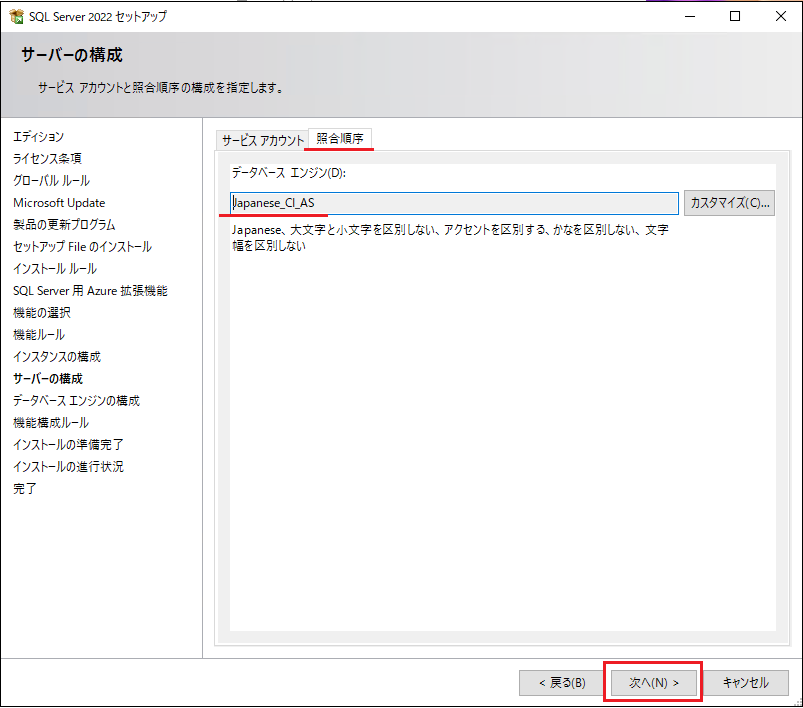 SQL Server 2022 セットアップ
サーバーの構成
サービス アカウントと照合順序の構成を指定します。
エディション
ライセンス条項
グローバル ルール
Microsoft Update
製品の更新プログラム
セットアップ File のインストール
インストール ルール
SQL Server 用 Azure 拡張機能
機能の選択
機能ルール
インスタンスの構成
サーバーの構成
データベース エンジンの構成
機能構成ルール
インストールの準備完了
インストールの進行状況
完了
サービス アカウント 照合順序
データベース エンジン(D):
Japanese_CI_AS カスタマイズ(C)...
Japanese、大文字と小文字を区別しない、アクセントを区別する、かなを区別しない、文字
幅を区別しない
< 戻る(B) 次へ(N) > キャンセル